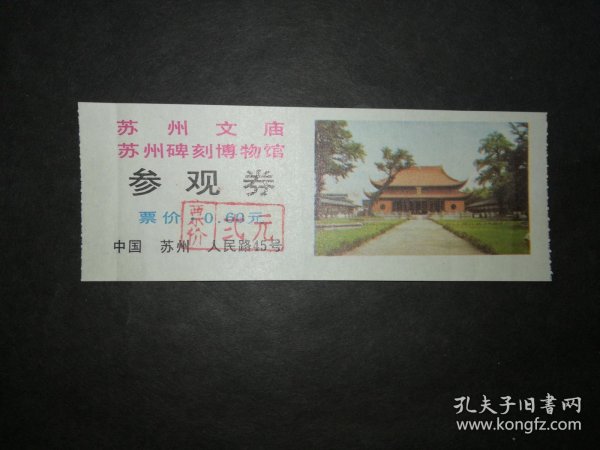 苏州文庙
苏州碑刻博物馆
参观券
票价:0.60元
票价 弍元
中国 苏州 人民路45号
孔夫子旧书网
www.kongfz.com